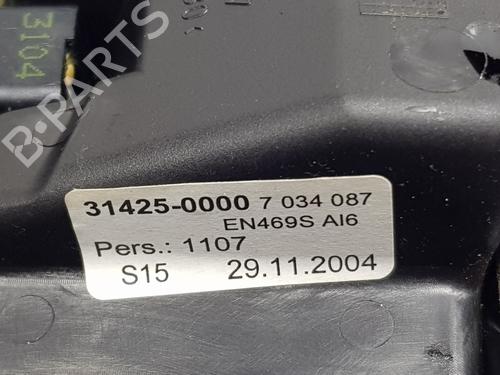 3104
B-PARTS
31425-0000 7 034 087
EN469S AI6
Pers.: 1107
S15 29.11.2004